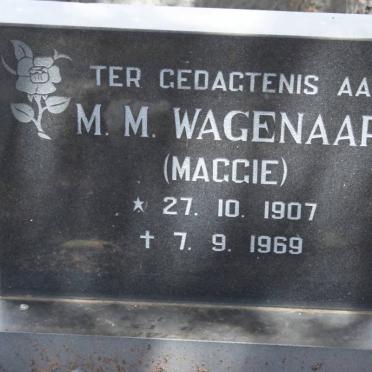 TER GEDAGTENIS AA
M. M. WAGENAAR
(MAGGIE)
* 27. 10. 1907
✝ 7. 9. 1969